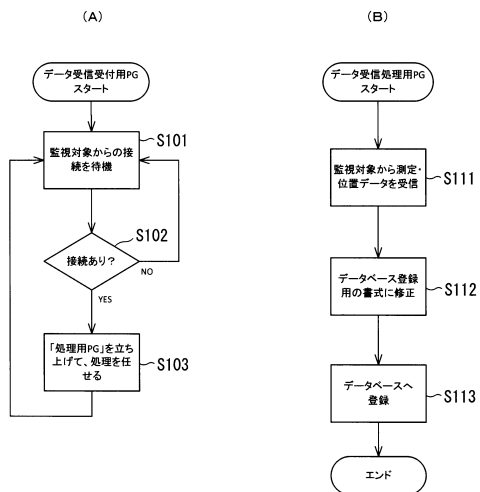 (A)
データ受信受付用PG
スタート
監視対象からの接
続を待機
S101
接続あり?
S102
NO
YES
「処理用PG」を立ち
上げて、処理を任
せる
S103
(B)
データ受信処理用PG
スタート
監視対象から測定・
位置データを受信
S111
データベース登録
用の書式に修正
S112
データベースへ
登録
S113
エンド